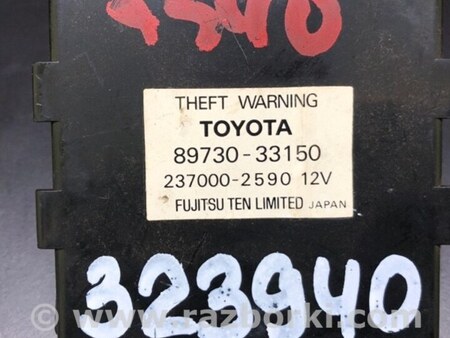 THEFT WARNING
TOYOTA
89730-33150
237000-2590 12V
FUJITSU TEN LIMITED JAPAN
323940
© www.razborki.com